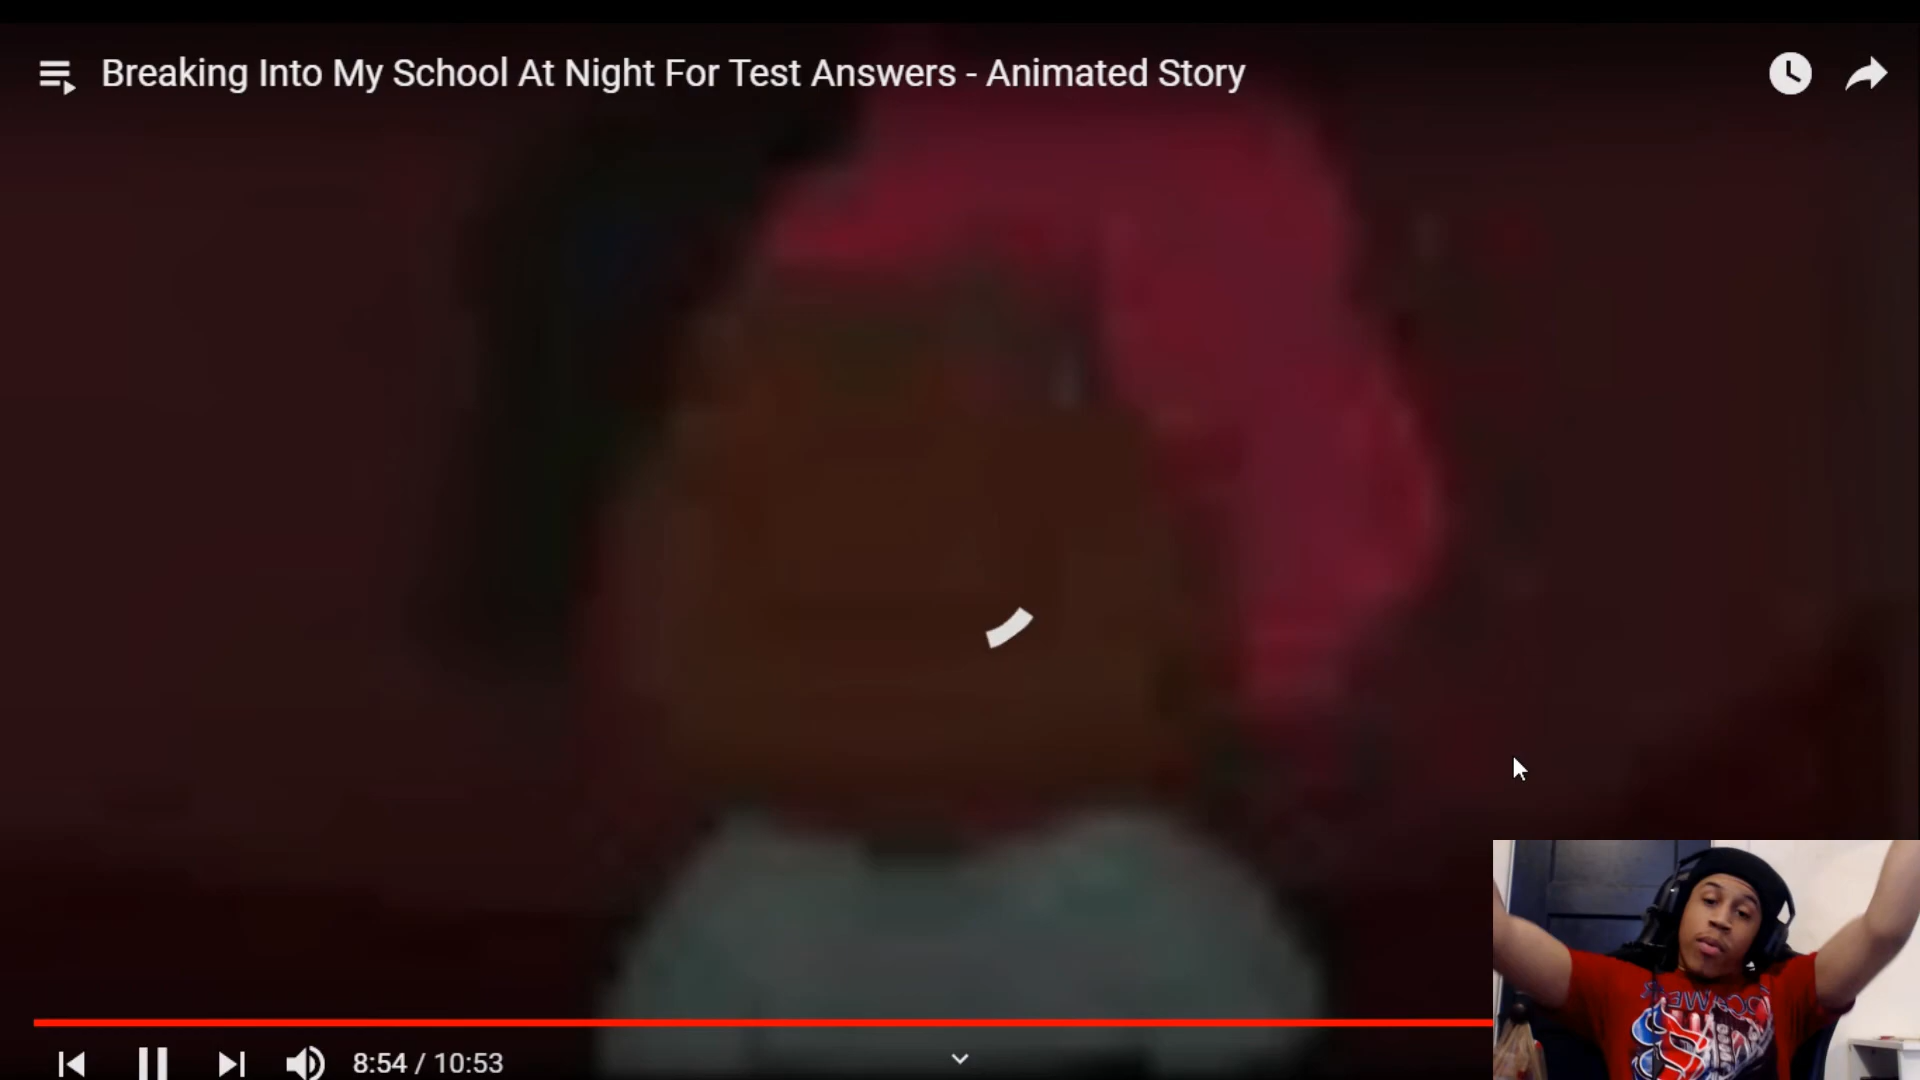 Breaking Into My School At Night For Test Answers - Animated Story
8:54 / 10:53